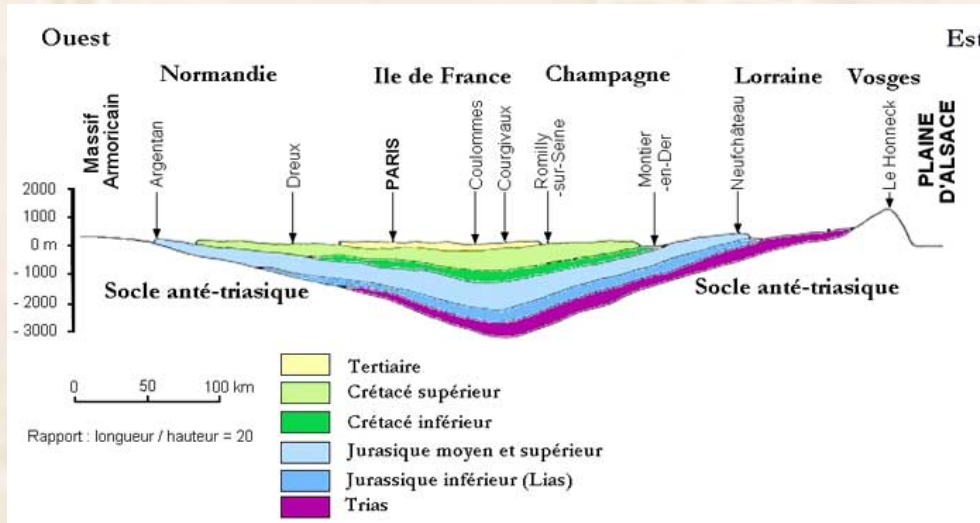 Ouest
Est
Normandie
Ile de France
Champagne
Lorraine
Vosges
Massif
Armoricain
Argentan
Dreux
PARIS
Coulommes
Courgivaux
Romilly
-sur-Seine
Montier
-en-Der
Neufchâteau
Le Honneck
PLAINE
D'ALSACE
2000
1000
0 m
- 1000
- 2000
- 3000
Socle anté-triasique
Socle anté-triasique
0
50
100 km
Rapport : longueur / hauteur = 20
Tertiaire
Crétacé supérieur
Crétacé inférieur
Jurasique moyen et supérieur
Jurassique inférieur (Lias)
Trias